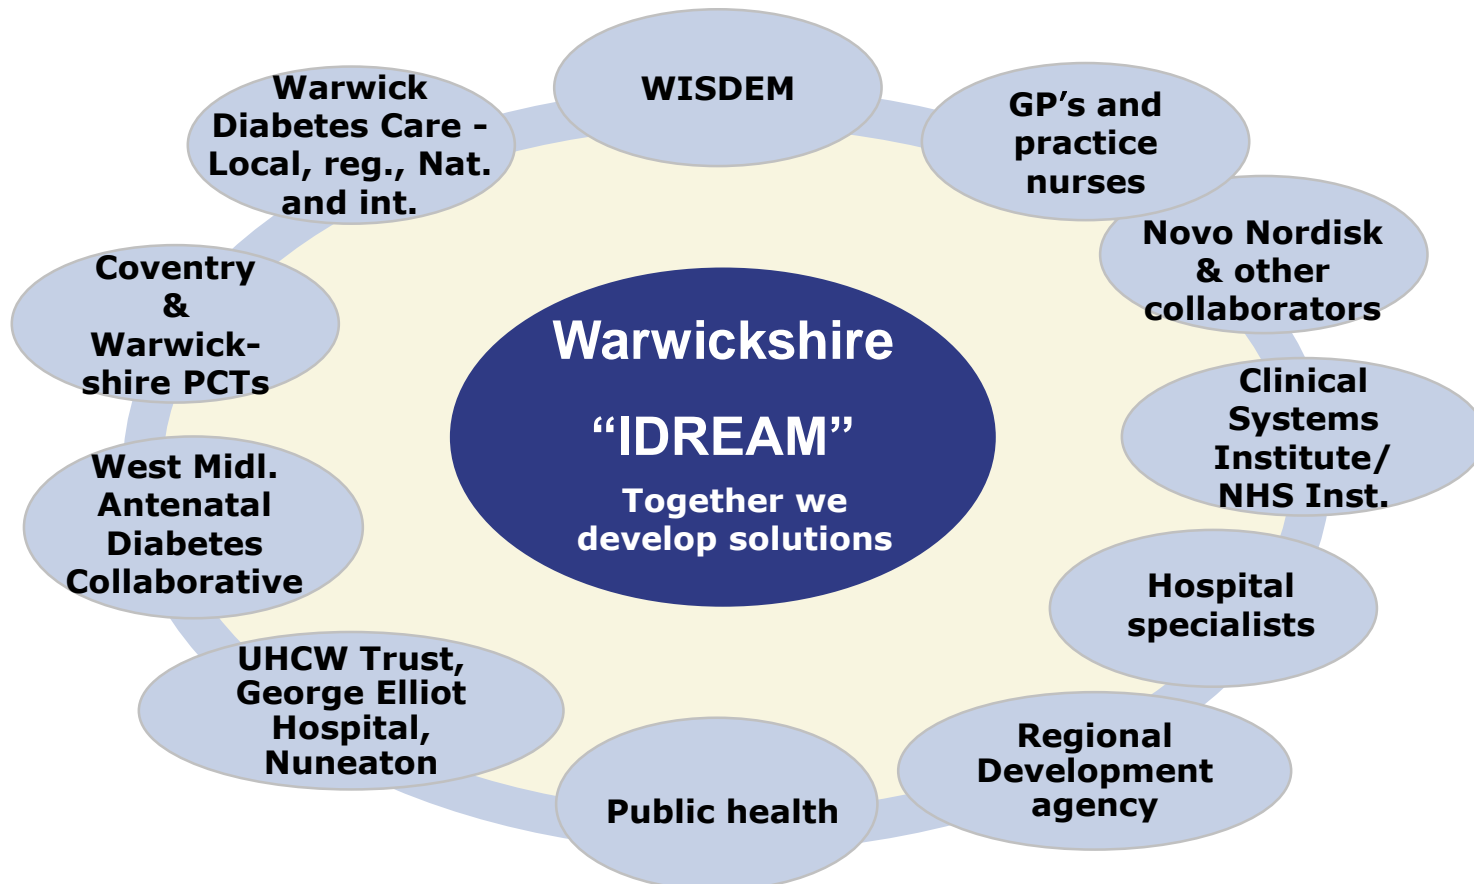 WISDEM
GP’s and
practice
nurses
Novo Nordisk
& other
collaborators
Clinical
Systems
Institute/
NHS Inst.
Hospital
specialists
Regional
Development
agency
Public health
UHCW Trust,
George Elliot
Hospital,
Nuneaton
West Midl.
Antenatal
Diabetes
Collaborative
Coventry
&
Warwick-
shire PCTs
Warwick
Diabetes Care -
Local, reg., Nat.
and int.
Warwickshire
“IDREAM”
Together we
develop solutions